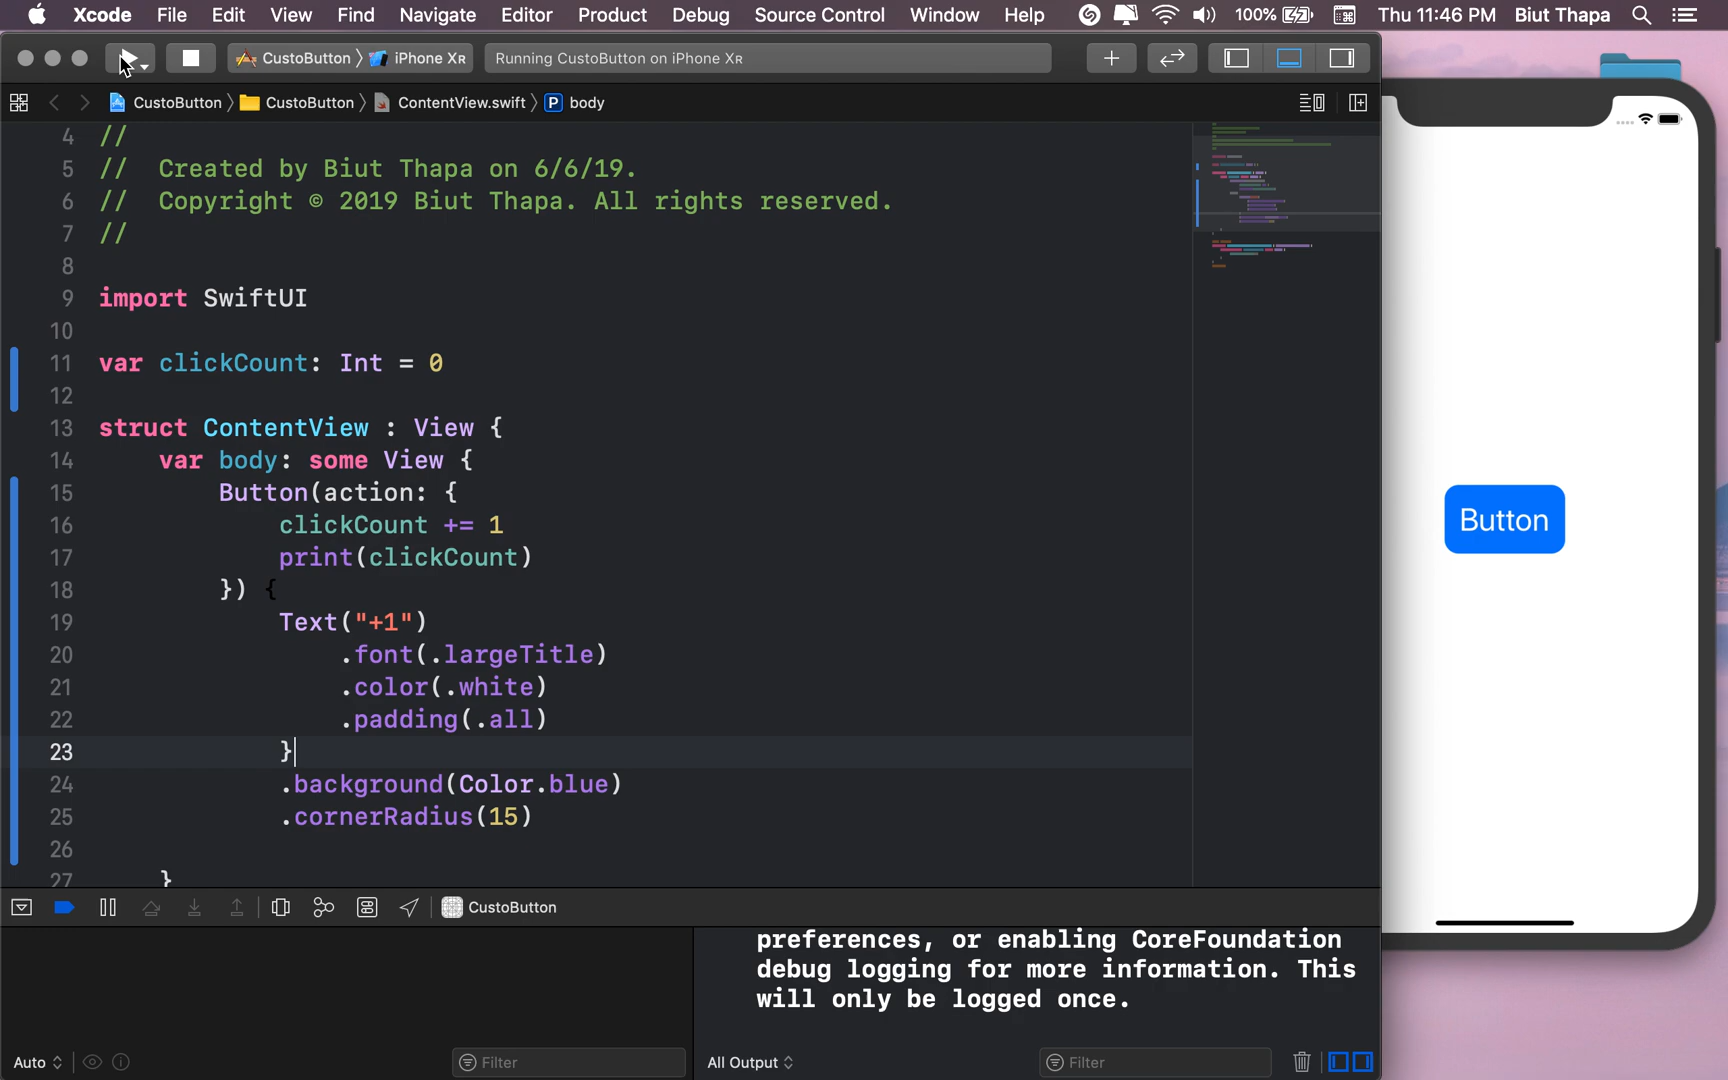 Xcode File Edit View Find Navigate Editor Product Debug Source Control Window Help 100% Thu 11:46 PM Biut Thapa
CustoButton iPhone XR Running CustoButton on iPhone XR
CustoButton CustoButton ContentView.swift P body
4 //
5 // Created by Biut Thapa on 6/6/19.
6 // Copyright © 2019 Biut Thapa. All rights reserved.
7 //
8
9 import SwiftUI
10
11 var clickCount: Int = 0
12
13 struct ContentView : View {
14 var body: some View {
15 Button(action: {
16 clickCount += 1
17 print(clickCount)
18 }) {
19 Text("+1")
20 .font(.largeTitle)
21 .color(.white)
22 .padding(.all)
23 }
24 .background(Color.blue)
25 .cornerRadius(15)
26
27 }
Button
CustoButton
preferences, or enabling CoreFoundation
debug logging for more information. This
will only be logged once.
Auto Filter All Output Filter